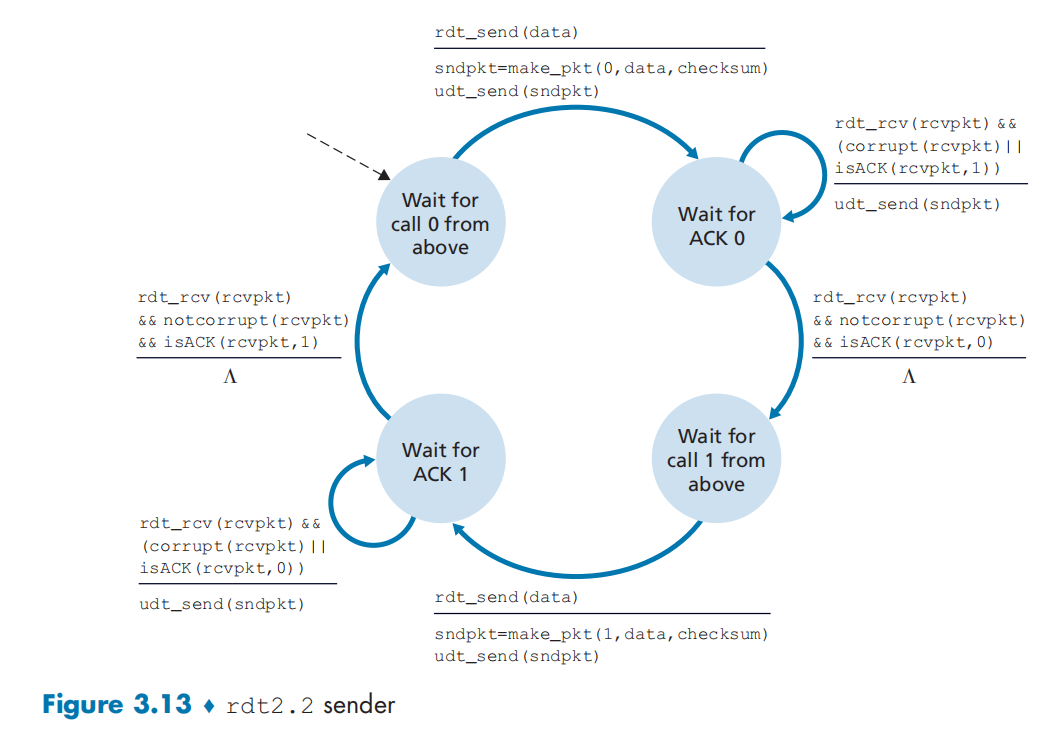 rdt_send(data)
sndpkt=make_pkt(0,data,checksum)
udt_send(sndpkt)
rdt_rcv(rcvpkt) &&
(corrupt(rcvpkt)||
isACK(rcvpkt,1))
udt_send(sndpkt)
Wait for
call 0 from
above
Wait for
ACK 0
rdt_rcv(rcvpkt)
&& notcorrupt(rcvpkt)
&& isACK(rcvpkt,1)
Λ
rdt_rcv(rcvpkt)
&& notcorrupt(rcvpkt)
&& isACK(rcvpkt,0)
Λ
Wait for
ACK 1
Wait for
call 1 from
above
rdt_rcv(rcvpkt) &&
(corrupt(rcvpkt)||
isACK(rcvpkt,0))
udt_send(sndpkt)
rdt_send(data)
sndpkt=make_pkt(1,data,checksum)
udt_send(sndpkt)
Figure 3.13 ♦ rdt2.2 sender